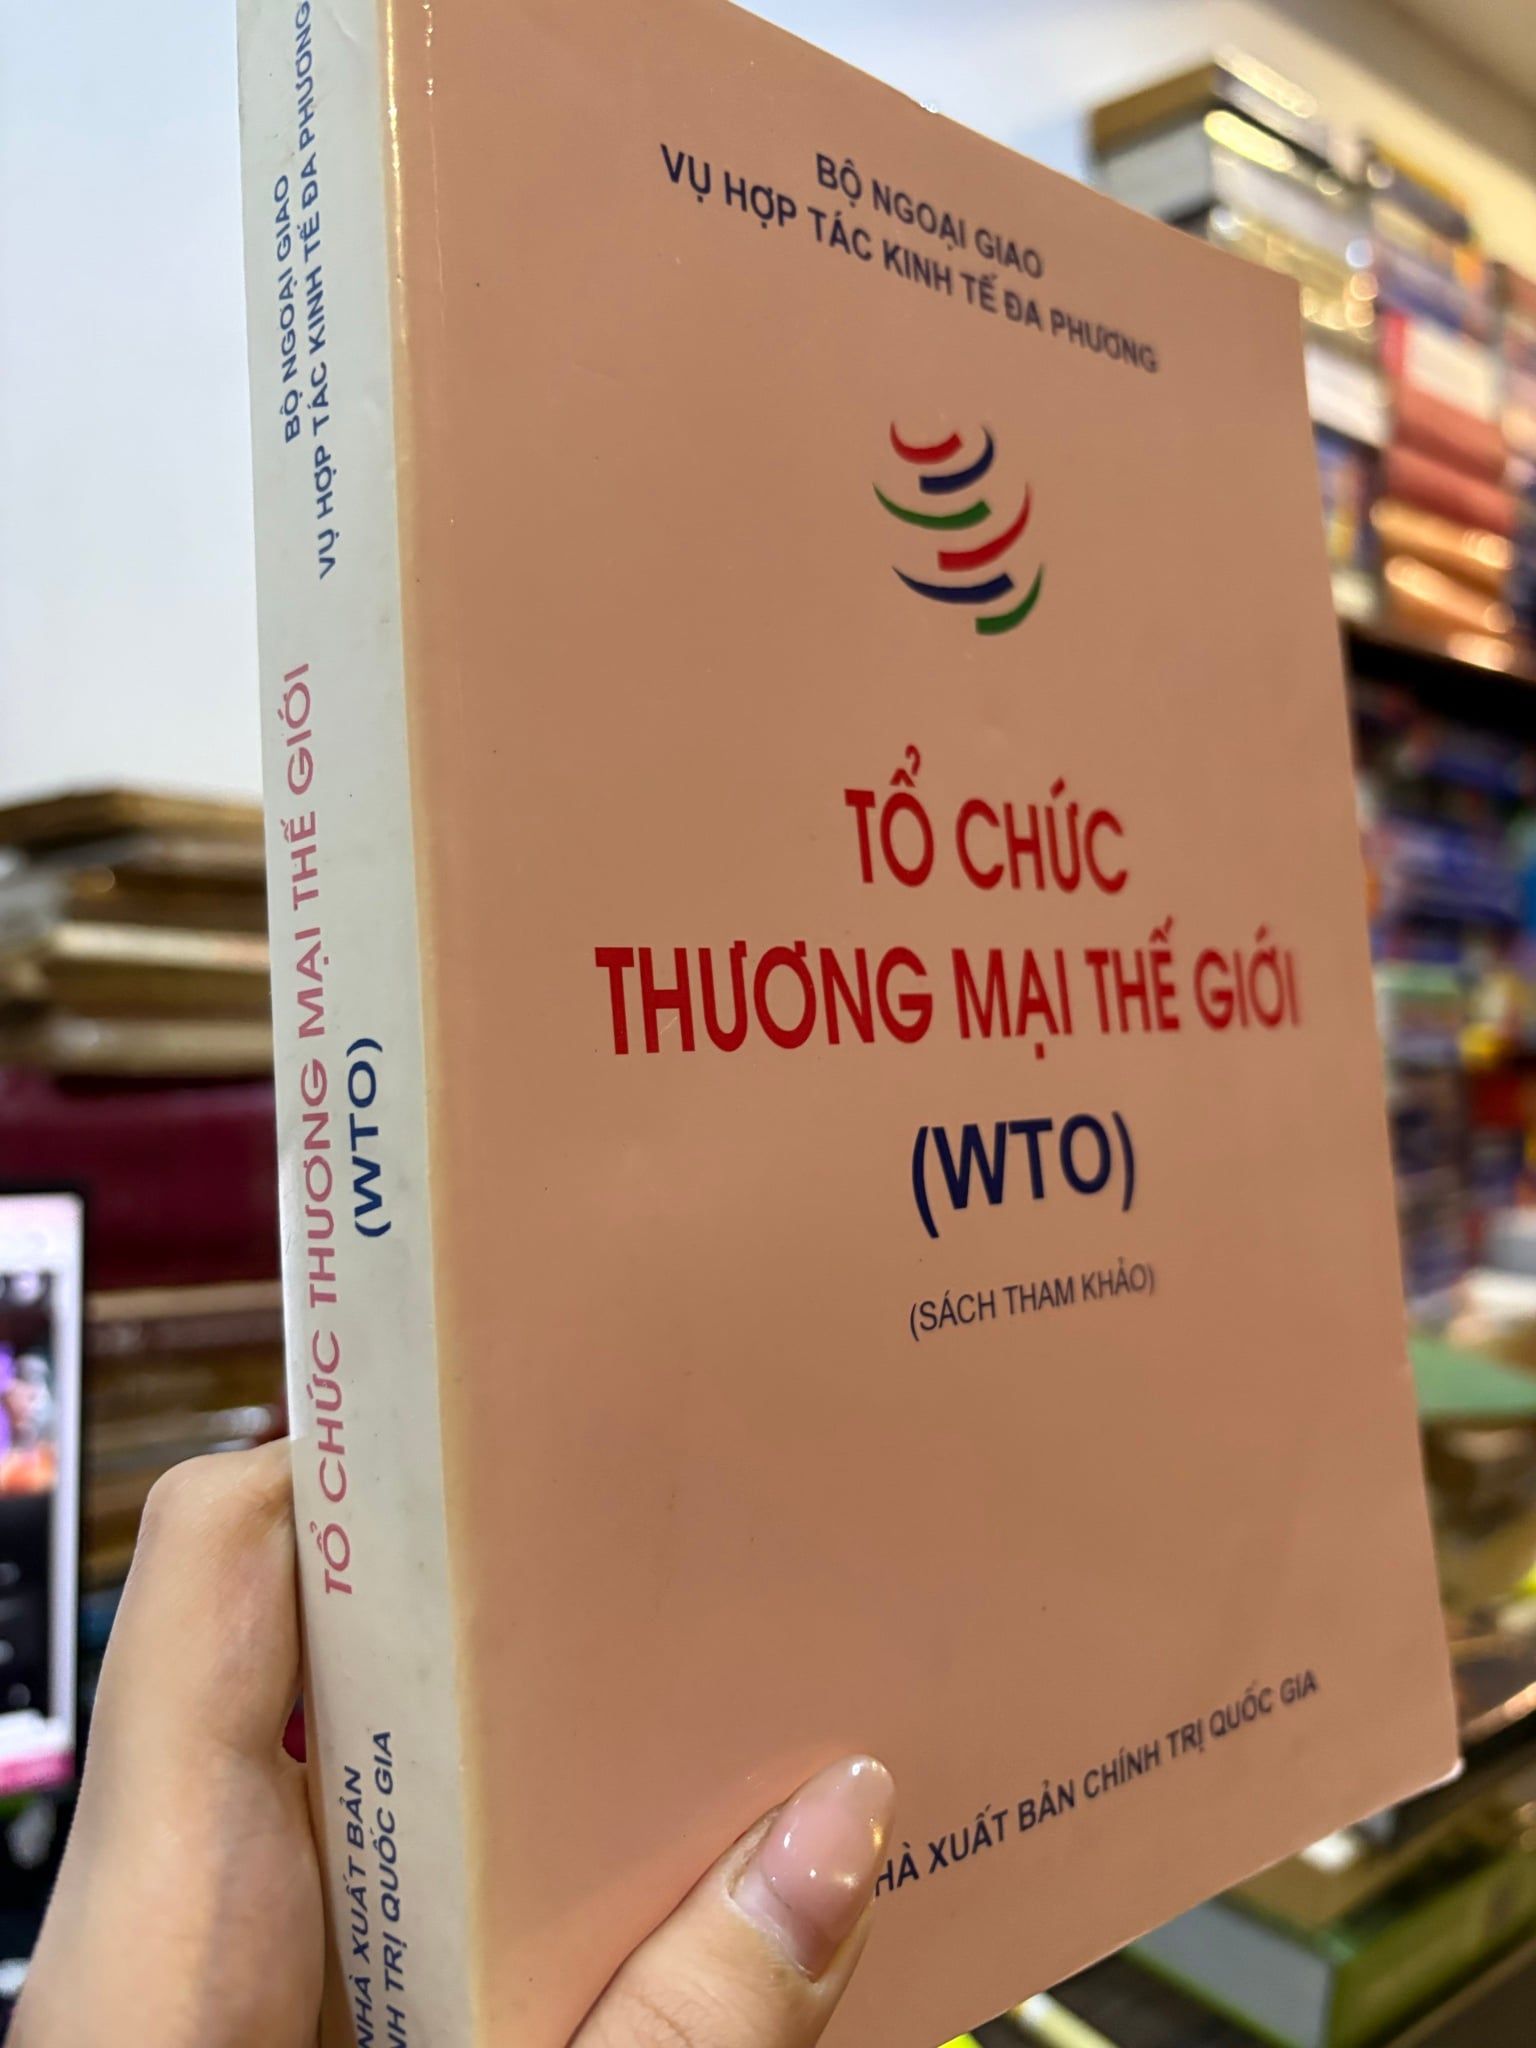 BỘ NGOẠI GIAO
VỤ HỢP TÁC KINH TẾ ĐA PHƯƠNG
TỔ CHỨC
THƯƠNG MẠI THẾ GIỚI
(WTO)
(SÁCH THAM KHẢO)
XUẤT BẢN CHÍNH TRỊ QUỐC GIA
BỘ NGOẠI GIAO
VỤ HỢP TÁC KINH TẾ ĐA PHƯƠNG
TỔ CHỨC THƯƠNG MẠI THẾ GIỚI
(WTO)
NHÀ XUẤT BẢN
TRỊ QUỐC GIA